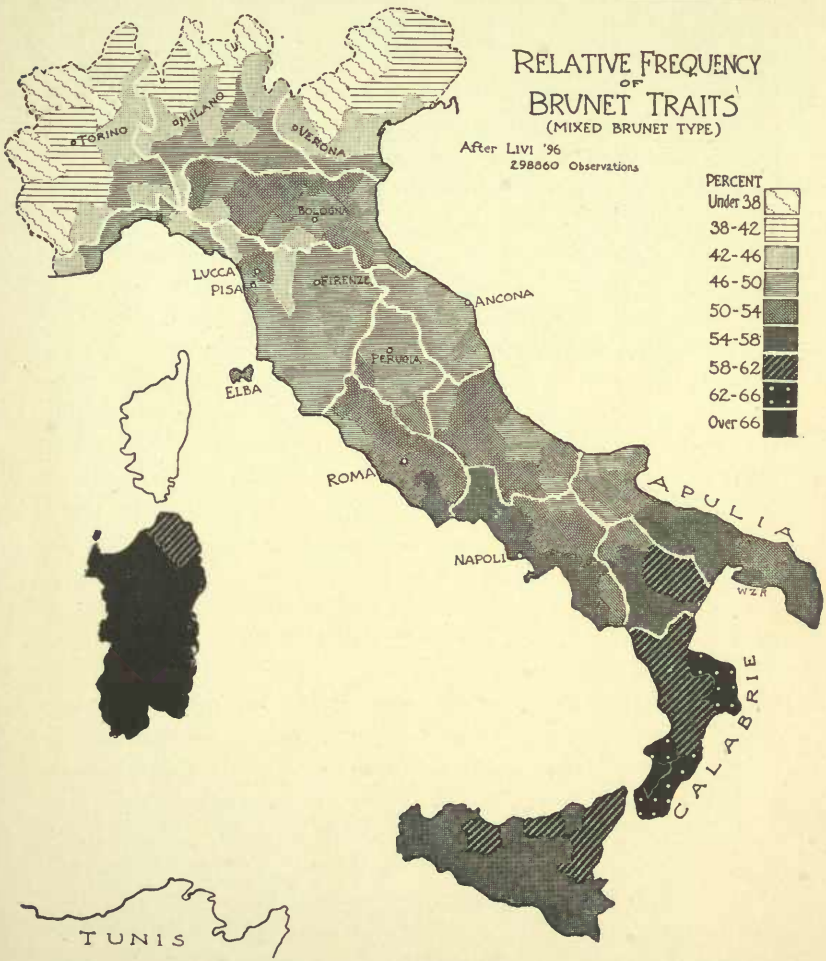 RELATIVE FREQUENCY
OF
BRUNET TRAITS
(MIXED BRUNET TYPE)
After LIVI '96
298860 Observations
PERCENT
Under 38
38-42
42-46
46-50
50-54
54-58
58-62
62-66
Over 66
TORINO
MILANO
VERONA
BOLOGNA
LUCCA
PISA
FIRENZE
ANCONA
PERUGIA
ELBA
ROMA
NAPOLI
APULIA
WZR
CALABRIE
TUNIS